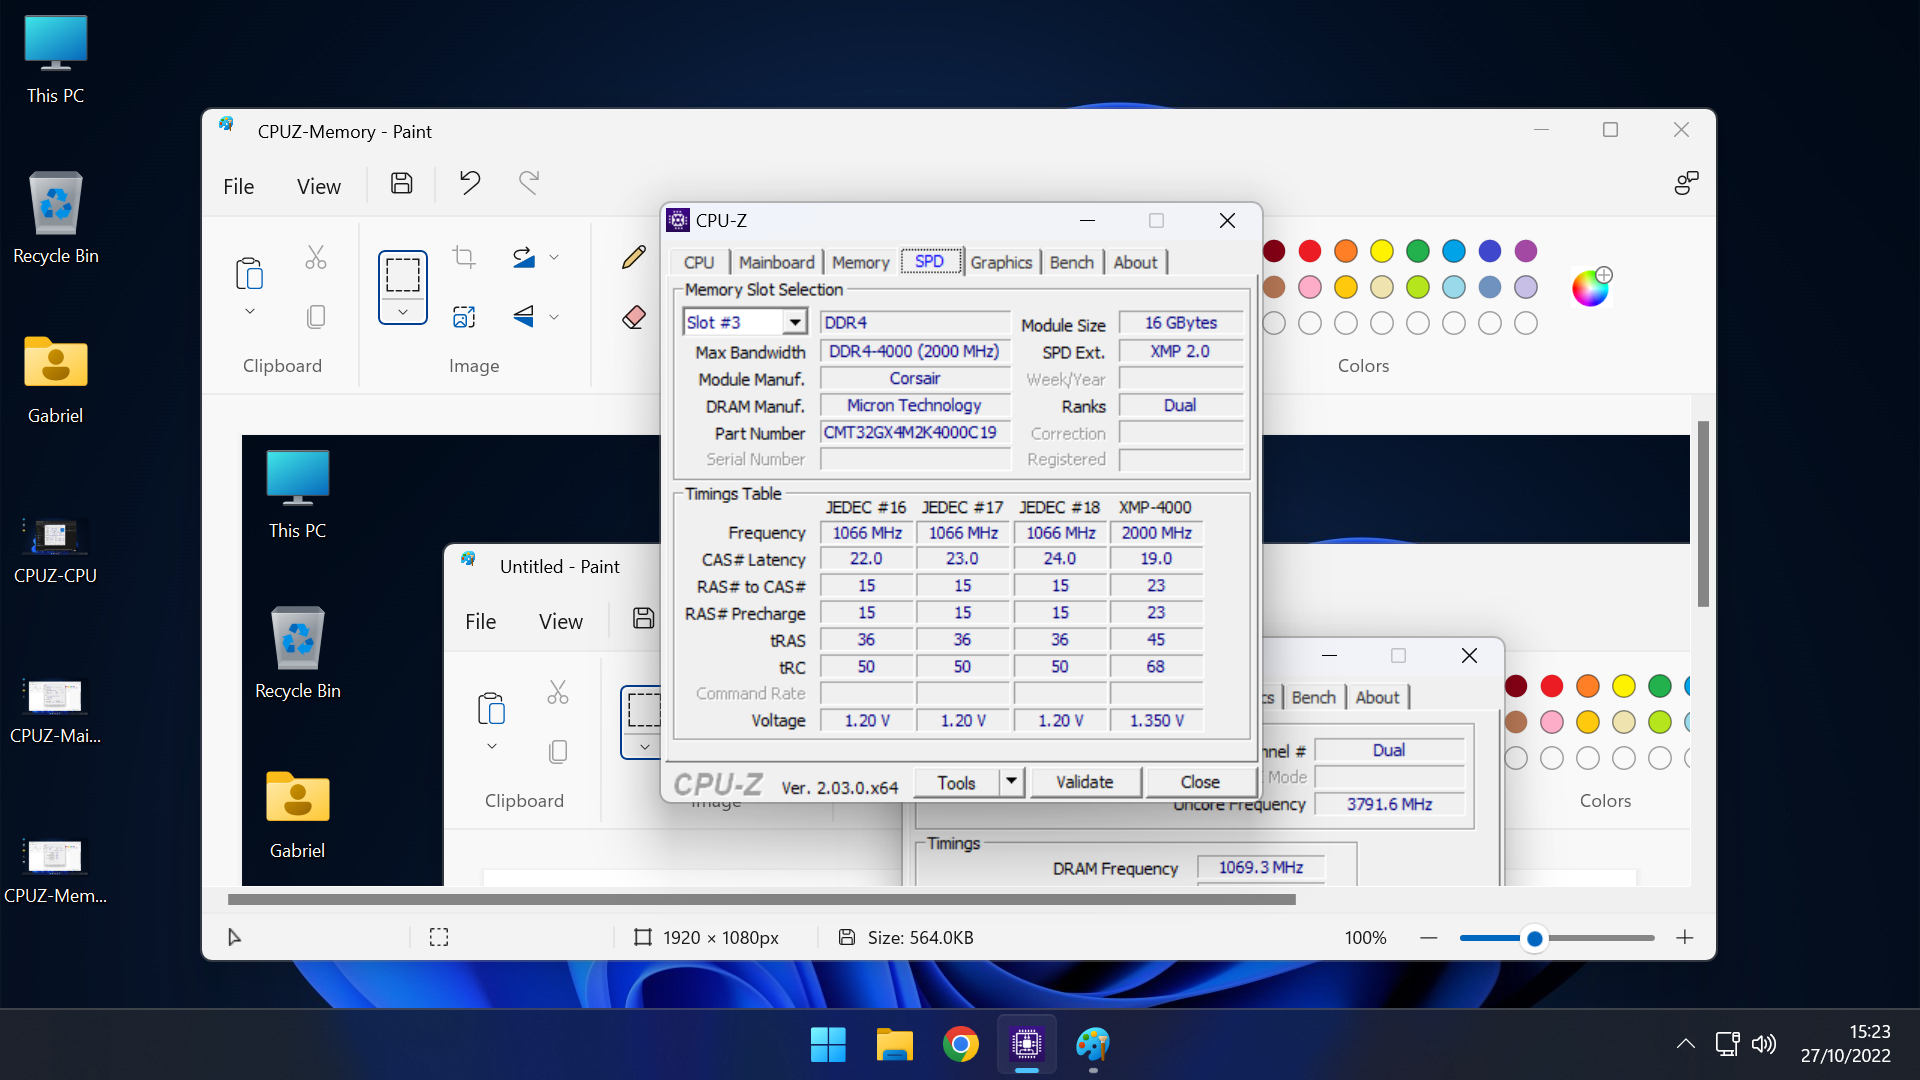 This PC
Recycle Bin
Gabriel
CPUZ-CPU
CPUZ-Mai...
CPUZ-Mem...
CPUZ-Memory - Paint
File View
Clipboard
Image
Colors
This PC
Recycle Bin
Gabriel
Untitled - Paint
File View
Clipboard
Image
CPU-Z
CPU Mainboard Memory SPD Graphics Bench About
Memory Slot Selection
Slot #3 DDR4 Module Size 16 GBytes
Max Bandwidth DDR4-4000 (2000 MHz) SPD Ext. XMP 2.0
Module Manuf. Corsair Week/Year
DRAM Manuf. Micron Technology Ranks Dual
Part Number CMT32GX4M2K4000C19 Correction
Serial Number Registered
Timings Table
JEDEC #16 JEDEC #17 JEDEC #18 XMP-4000
Frequency 1066 MHz 1066 MHz 1066 MHz 2000 MHz
CAS# Latency 22.0 23.0 24.0 19.0
RAS# to CAS# 15 15 15 23
RAS# Precharge 15 15 15 23
tRAS 36 36 36 45
tRC 50 50 50 68
Command Rate
Voltage 1.20 V 1.20 V 1.20 V 1.350 V
CPU-Z Ver. 2.03.0.x64 Tools Validate Close
cs Bench About
nnel # Dual
Mode
Uncore Frequency 3791.6 MHz
Timings
DRAM Frequency 1069.3 MHz
Colors
1920 × 1080px Size: 564.0KB 100%
15:23
27/10/2022